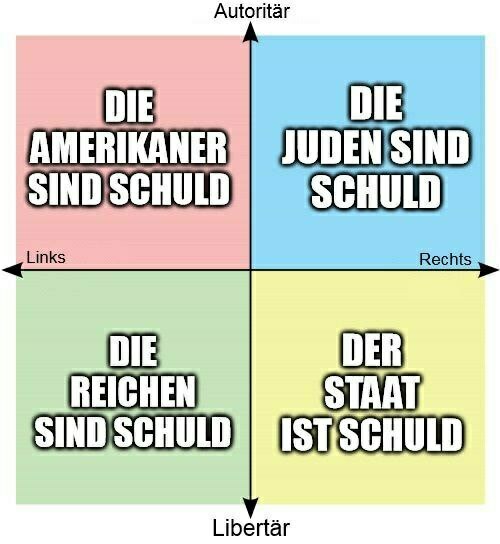 Autoritär
DIE
AMERIKANER
SIND SCHULD
DIE
JUDEN SIND
SCHULD
Links
Rechts
DIE
REICHEN
SIND SCHULD
DER
STAAT
IST SCHULD
Libertär